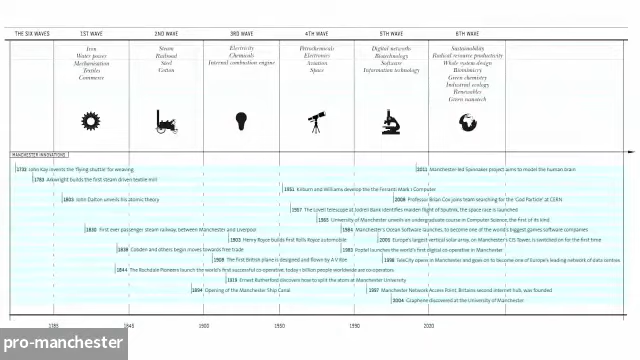 THE SIX WAVES 1ST WAVE 2ND WAVE 3RD WAVE 4TH WAVE 5TH WAVE 6TH WAVE
Iron
Water power
Mechanisation
Textiles
Commerce
Steam
Railroad
Steel
Cotton
Electricity
Chemicals
Internal combustion engine
Petrochemicals
Electronics
Aviation
Space
Digital networks
Biotechnology
Software
Information technology
Sustainability
Radical resource productivity
Whole system design
Biomimicry
Green chemistry
Industrial ecology
Renewables
Green nanotech
MANCHESTER INNOVATIONS
1733 John Kay invents the 'flying shuttle' for weaving
2011 Manchester-led Spinnaker project aims to model the human brain
1783 Arkwright builds the first steam driven textile mill
1951 Kilburn and Williams develop the the Ferranti Mark 1 Computer
1803 John Dalton unveils his atomic theory
2009 Professor Brian Cox joins team searching for the 'God Particle' at CERN
1957 The Lovell telescope at Jodrell Bank identifies maiden flight of Sputnik, the space race is launched
1965 University of Manchester unveils an undergraduate course in Computer Science, the first of its kind
1830 First ever passenger steam railway, between Manchester and Liverpool
1984 Manchester's Ocean Software launches, to become one of the world's biggest games software companies
1903 Henry Royce builds first Rolls Royce automobile
2005 Europe's largest vertical solar array, on Manchester's CIS Tower, is switched on for the first time
1838 Cobden and others begin moves towards free trade
launches the world's first digital co-operative in Manchester
1909 The first British plane is designed and flown by A V Roe
1998 TeleCity opens in Manchester and goes on to become one of Europe's leading network of data centres
1844 The Rochdale Pioneers launch the world's first successful co-operative, today 1 billion people worldwide are co-operators
1919 Ernest Rutherford discovers how to split the atom at Manchester University
1894 Opening of the Manchester Ship Canal
1997 Manchester Network Access Point, Britains second internet hub, was founded
2004 Graphene discovered at the University of Manchester
1785 1845 1900 1950 1990 2020
pro-manchester